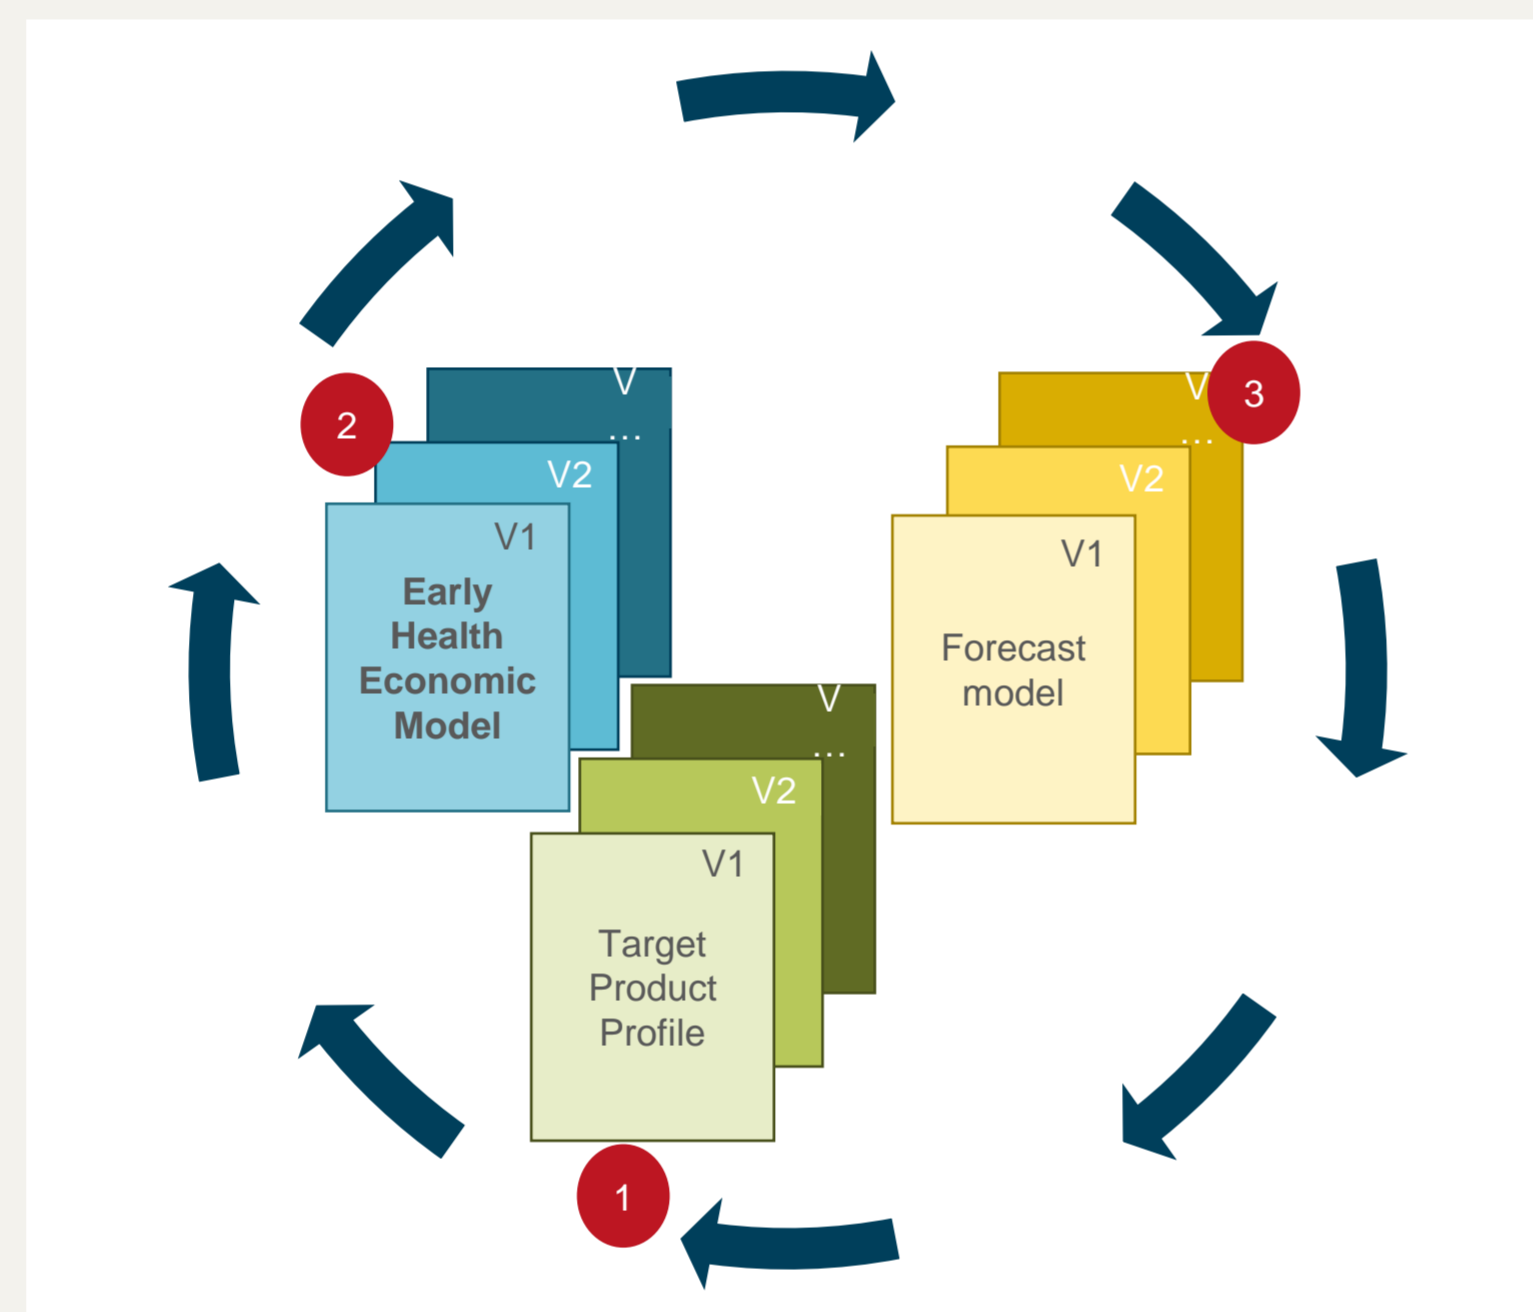 2
V
...
V2
V1
Early
Health
Economic
Model
3
V
...
V2
V1
Forecast
model
V
...
V2
V1
Target
Product
Profile
1